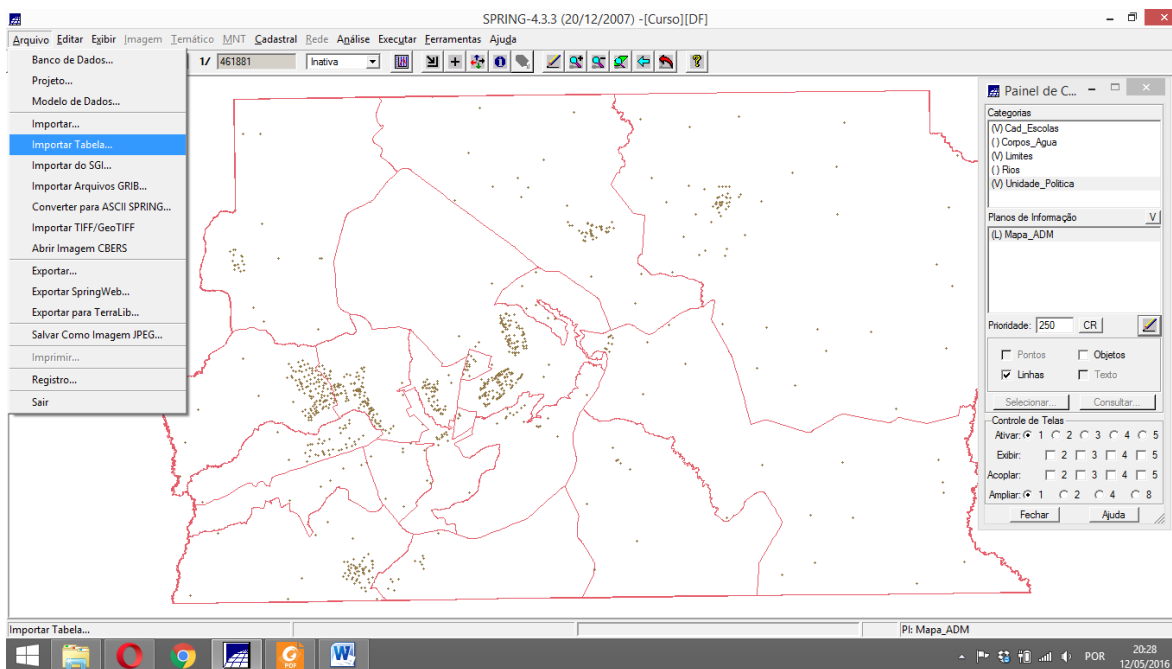 SPRING-4.3.3 (20/12/2007) -[Curso][DF]
Arquivo Editar Exibir Imagem Temático MNT Cadastral Rede Análise Executar Ferramentas Ajuda
1/ 461881 Inativa
Banco de Dados...
Projeto...
Modelo de Dados...
Importar...
Importar Tabela...
Importar do SGI...
Importar Arquivos GRIB...
Converter para ASCII SPRING...
Importar TIFF/GeoTIFF
Abrir Imagem CBERS
Exportar...
Exportar SpringWeb...
Exportar para TerraLib...
Salvar Como Imagem JPEG...
Imprimir...
Registro...
Sair
Painel de C...
Categorias
(V) Cad_Escolas
( ) Corpos_Agua
(V) Limites
( ) Rios
(V) Unidade_Politica
Planos de Informação V
(L) Mapa_ADM
Prioridade: 250 CR
Pontos Objetos
Linhas Texto
Selecionar... Consultar...
Controle de Telas
Ativar: 1 2 3 4 5
Exibir: 2 3 4 5
Acoplar: 2 3 4 5
Ampliar: 1 2 4 8
Fechar Ajuda
Importar Tabela... PI: Mapa_ADM
PDF W POR 20:28
12/05/2016